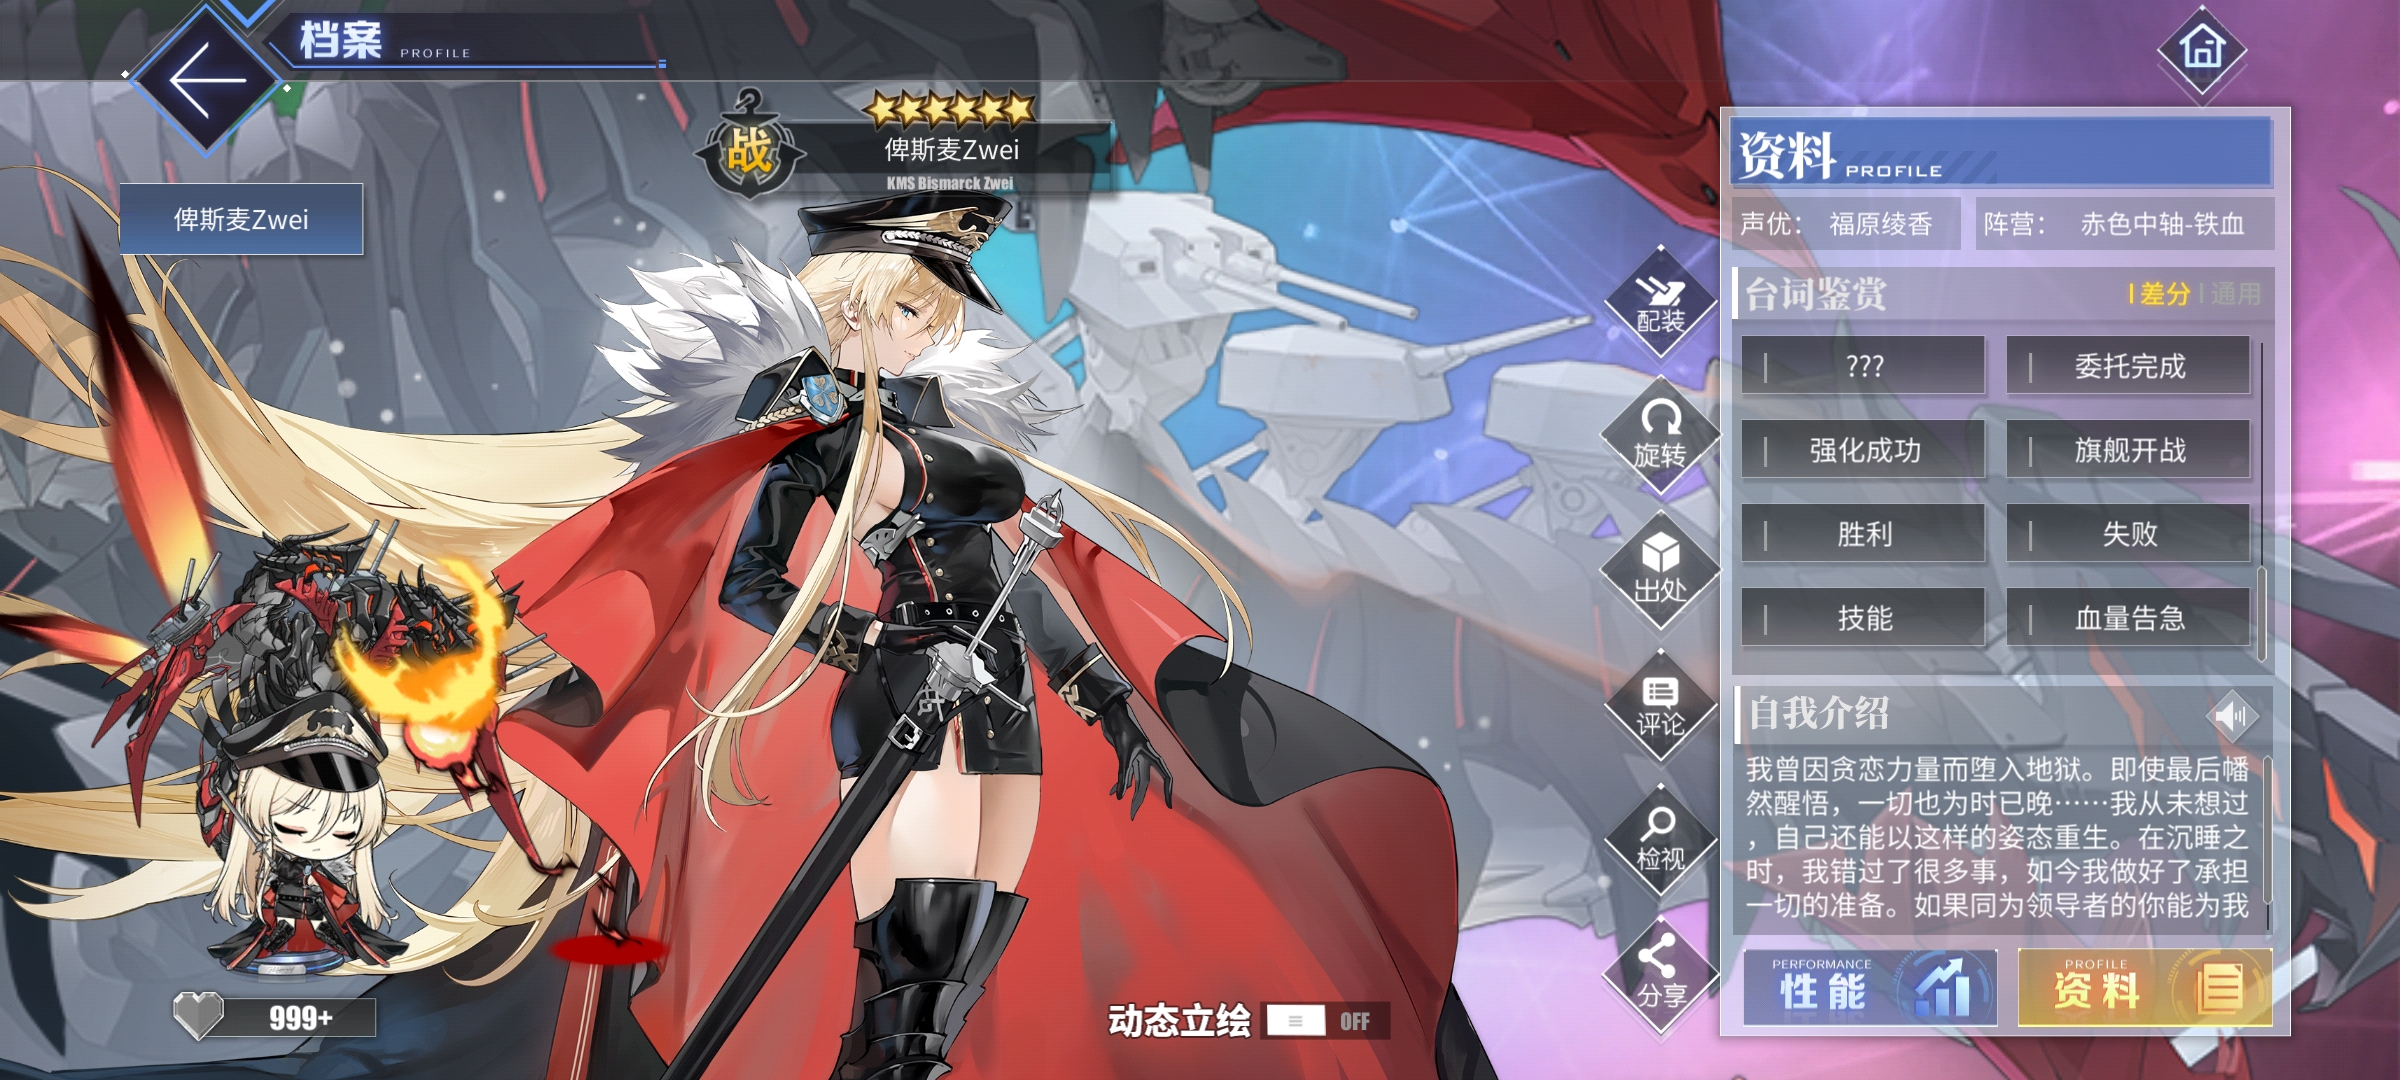 档案 PROFILE
战
俾斯麦Zwei
KMS Bismarck Zwei
俾斯麦Zwei
999+
动态立绘 OFF
配装
旋转
出处
评论
检视
分享
资料 PROFILE
声优： 福原绫香
阵营： 赤色中轴-铁血
台词鉴赏
差分 通用
???
委托完成
强化成功
旗舰开战
胜利
失败
技能
血量告急
自我介绍
我曾因贪恋力量而堕入地狱。即使最后幡
然醒悟，一切也为时已晚……我从未想过
，自己还能以这样的姿态重生。在沉睡之
时，我错过了很多事，如今我做好了承担
一切的准备。如果同为领导者的你能为我
PERFORMANCE
性能
PROFILE
资料